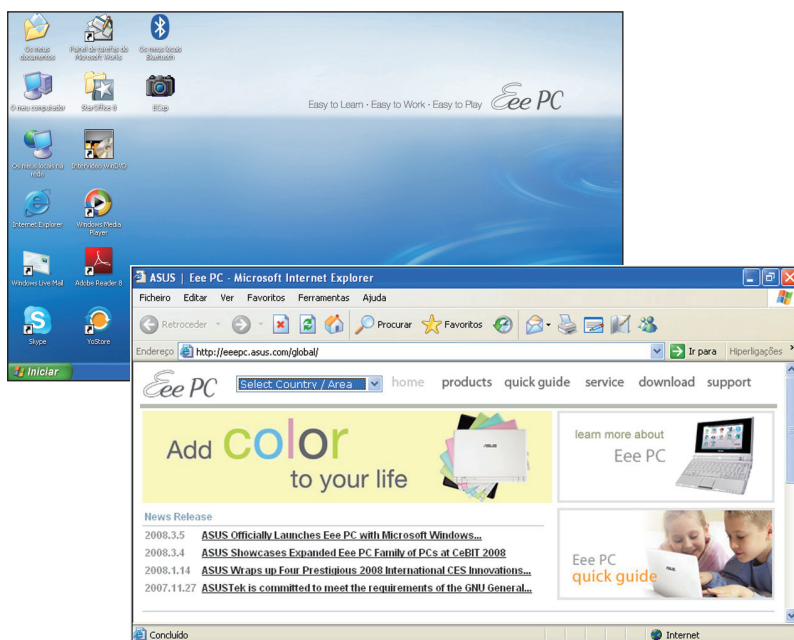 Os meus documentos
Painel de tarefas do Microsoft Works
Os meus locais Bluetooth
O meu computador
StarOffice 8
ECap
Easy to Learn · Easy to Work · Easy to Play
Eee PC
Os meus locais na rede
Intervideo WinDVD
Internet Explorer
Windows Media Player
Windows Live Mail
Adobe Reader 8
Skype
YoStore
Iniciar
ASUS | Eee PC - Microsoft Internet Explorer
Ficheiro Editar Ver Favoritos Ferramentas Ajuda
Retroceder Procurar Favoritos
Endereço http://eeepc.asus.com/global/ Ir para Hiperligações
Eee PC Select Country / Area home products quick guide service download support
Add color
to your life
learn more about
Eee PC
News Release
2008.3.5 ASUS Officially Launches Eee PC with Microsoft Windows...
2008.3.4 ASUS Showcases Expanded Eee PC Family of PCs at CeBIT 2008
2008.1.14 ASUS Wraps up Four Prestigious 2008 International CES Innovations...
2007.11.27 ASUSTek is committed to meet the requirements of the GNU General...
Eee PC
quick guide
Concluído
Internet